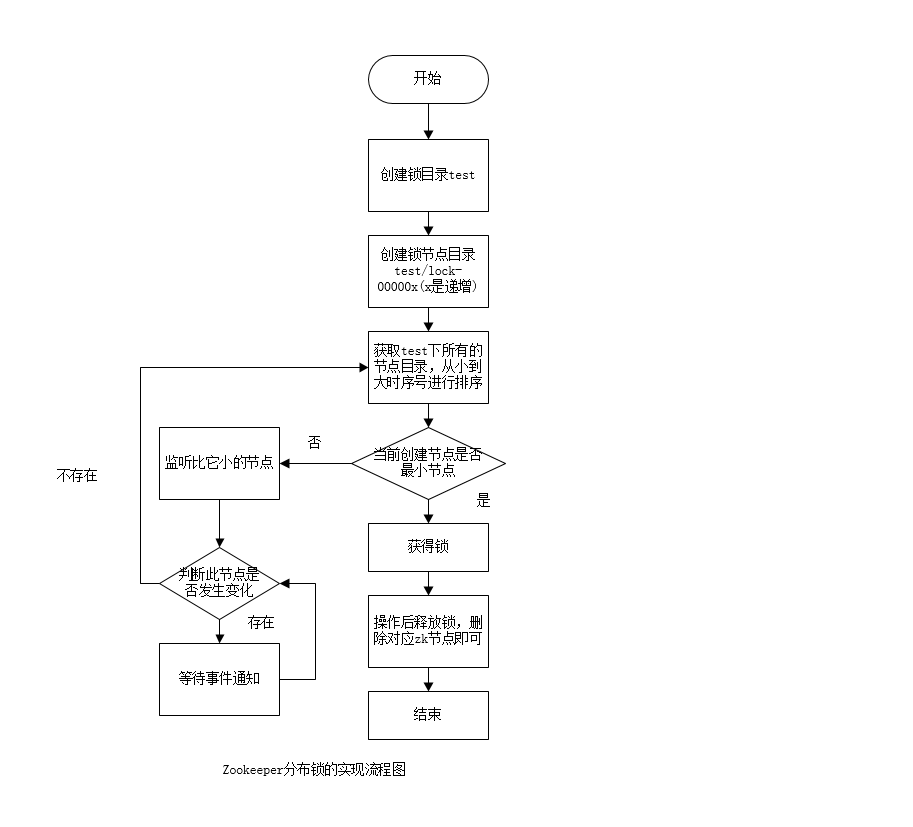 开始
创建锁目录test
创建锁节点目录
test/lock-
00000x(x是递增)
获取test下所有的
节点目录，从小到
大时序号进行排序
否
当前创建节点是否
最小节点
监听比它小的节点
不存在
是
获得锁
判断此节点是
否发生变化
存在
操作后释放锁，删
除对应zk节点即可
等待事件通知
结束
Zookeeper分布锁的实现流程图